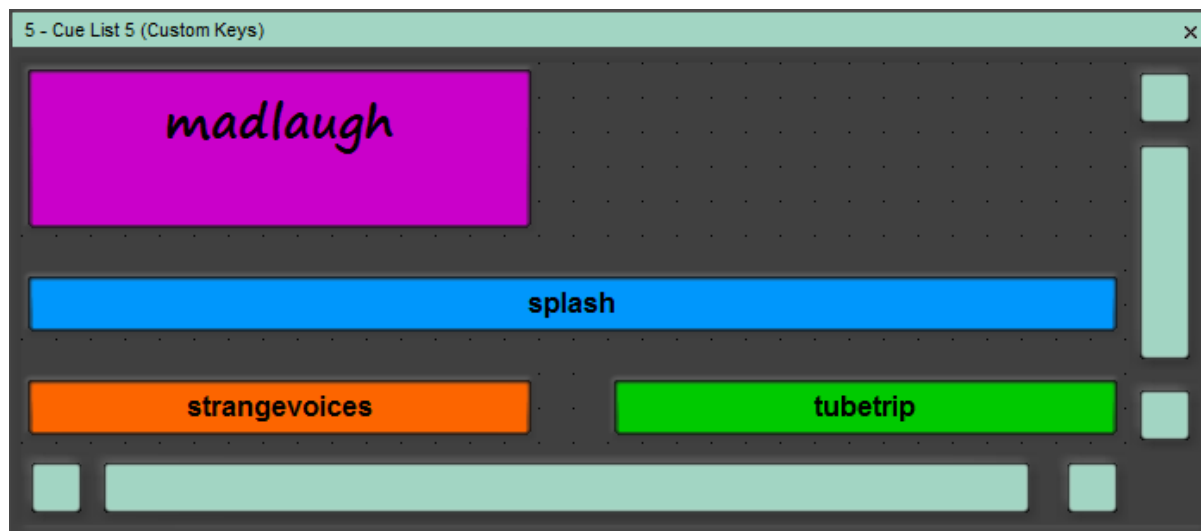 5 - Cue List 5 (Custom Keys)
madlaugh
splash
strangevoices
tubetrip